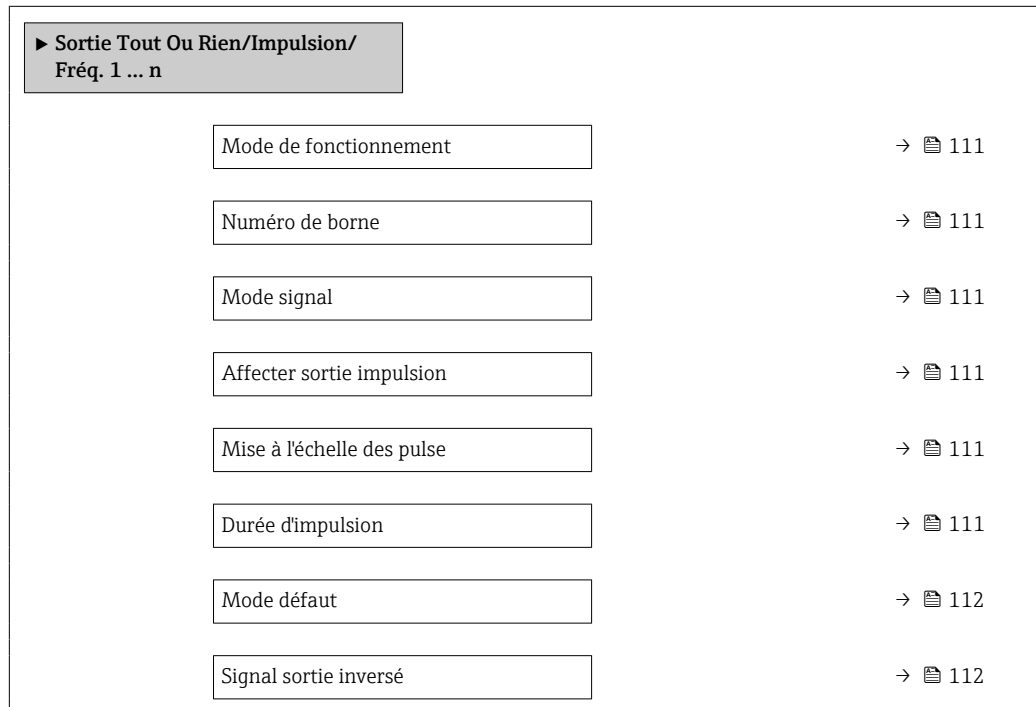 ► Sortie Tout Ou Rien/Impulsion/
Fréq. 1 ... n
Mode de fonctionnement → 111
Numéro de borne → 111
Mode signal → 111
Affecter sortie impulsion → 111
Mise à l'échelle des pulse → 111
Durée d'impulsion → 111
Mode défaut → 112
Signal sortie inversé → 112